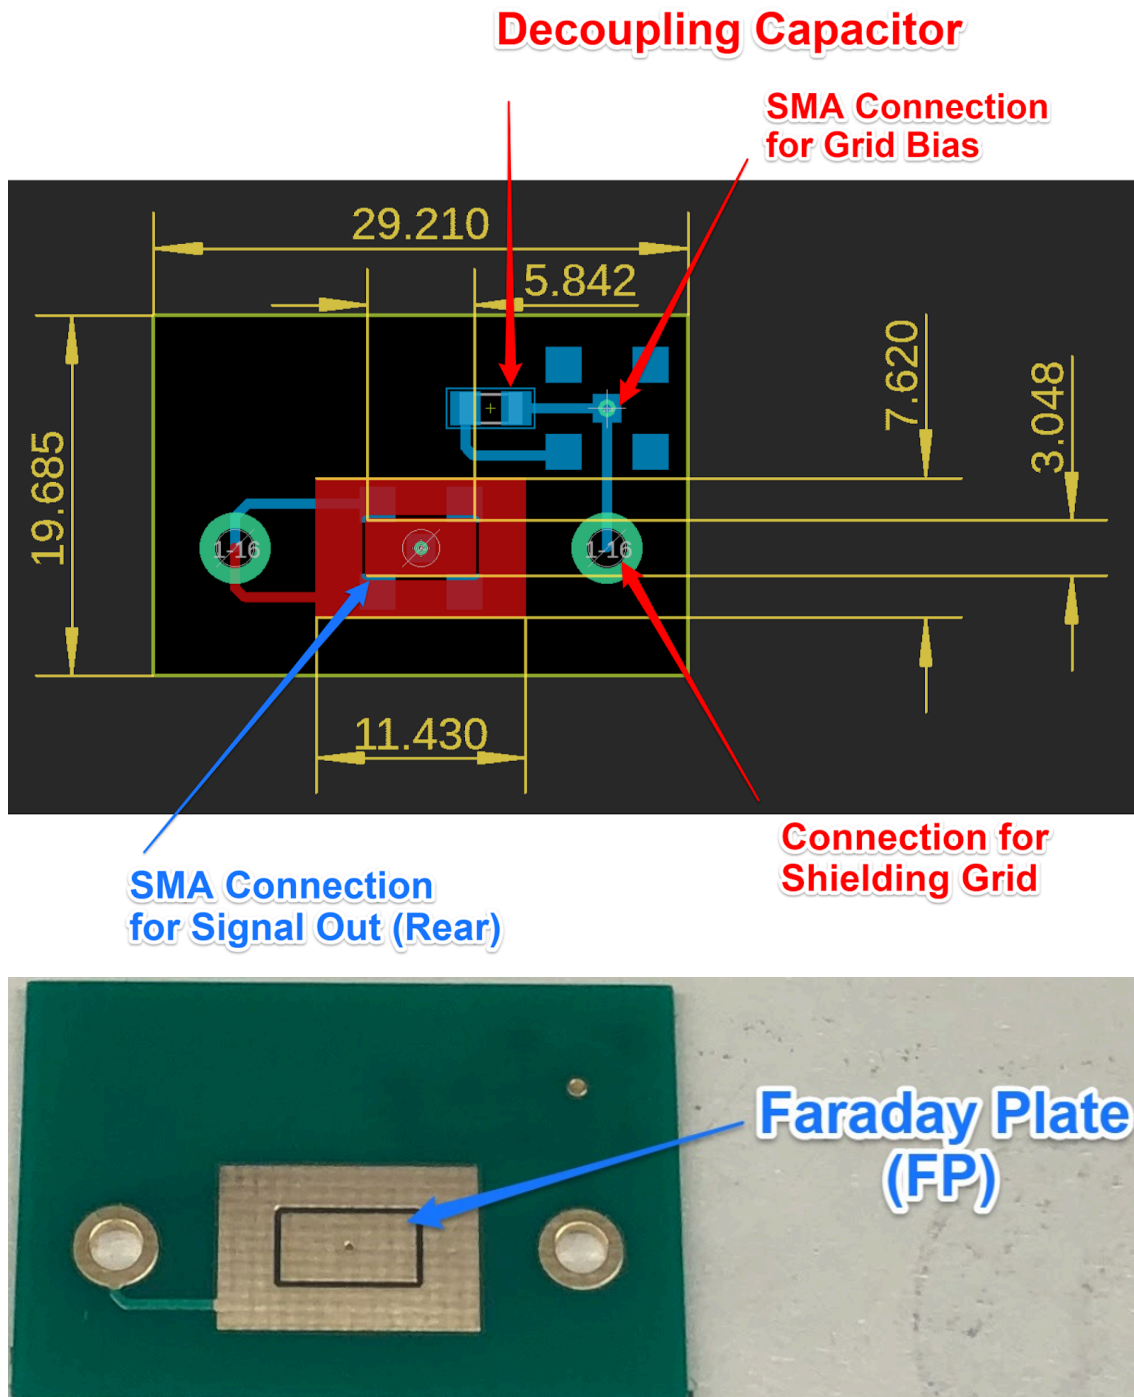 Decoupling Capacitor
SMA Connection
for Grid Bias
29.210
5.842
7.620
3.048
19.685
1-16
1-16
11.430
Connection for
Shielding Grid
SMA Connection
for Signal Out (Rear)
Faraday Plate
(FP)